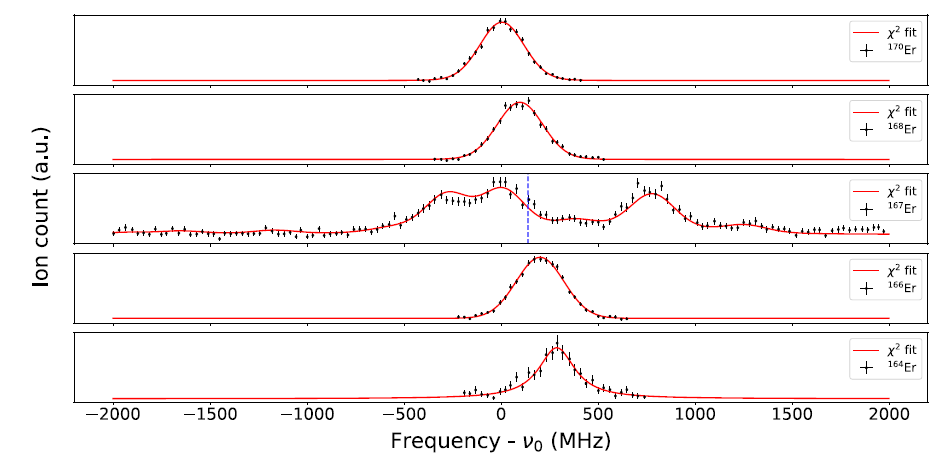 χ² fit
¹⁷⁰Er
χ² fit
¹⁶⁸Er
χ² fit
¹⁶⁷Er
χ² fit
¹⁶⁶Er
χ² fit
¹⁶⁴Er
Ion count (a.u.)
−2000 −1500 −1000 −500 0 500 1000 1500 2000
Frequency - ν₀ (MHz)